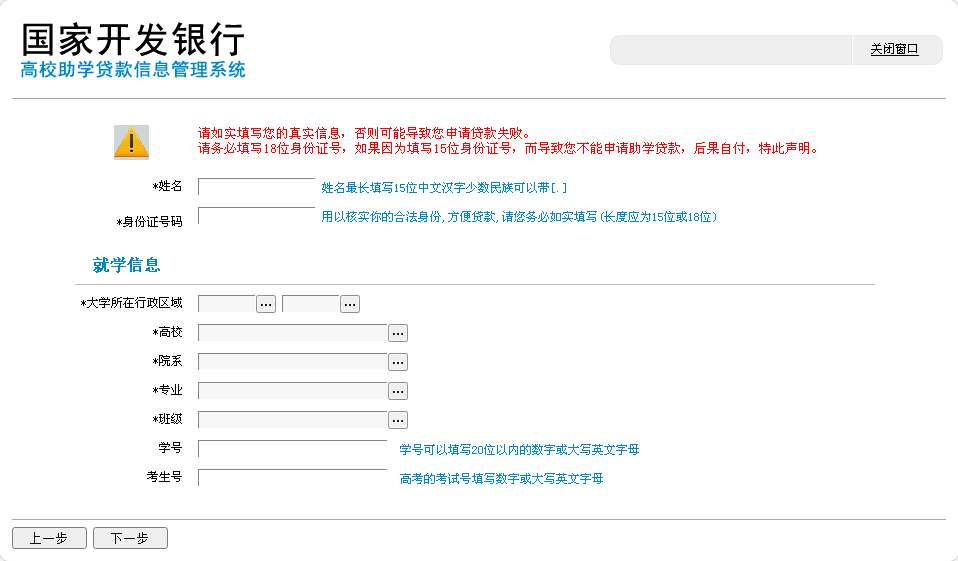 国家开发银行
高校助学贷款信息管理系统
关闭窗口
请如实填写您的真实信息，否则可能导致您申请贷款失败。
请务必填写18位身份证号，如果因为填写15位身份证号，而导致您不能申请助学贷款，后果自付，特此声明。
*姓名 姓名最长填写15位中文汉字少数民族可以带[.]
*身份证号码 用以核实你的合法身份,方便贷款,请您务必如实填写(长度应为15位或18位)
就学信息
*大学所在行政区域 ... ...
*高校 ...
*院系 ...
*专业 ...
*班级 ...
学号 学号可以填写20位以内的数字或大写英文字母
考生号 高考的考试号填写数字或大写英文字母
上一步 下一步